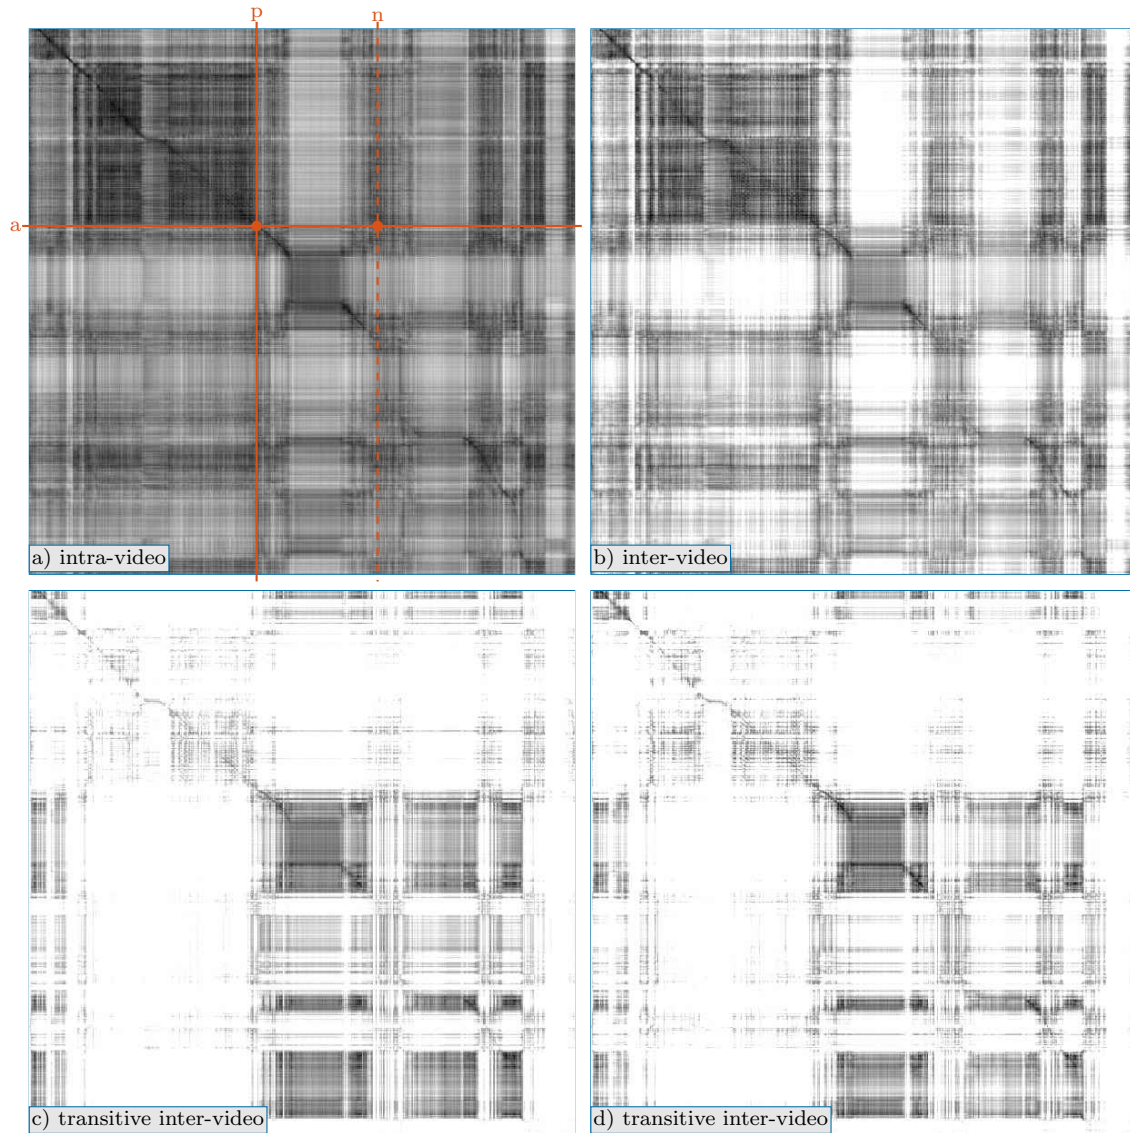 p n
a
a) intra-video b) inter-video
c) transitive inter-video d) transitive inter-video